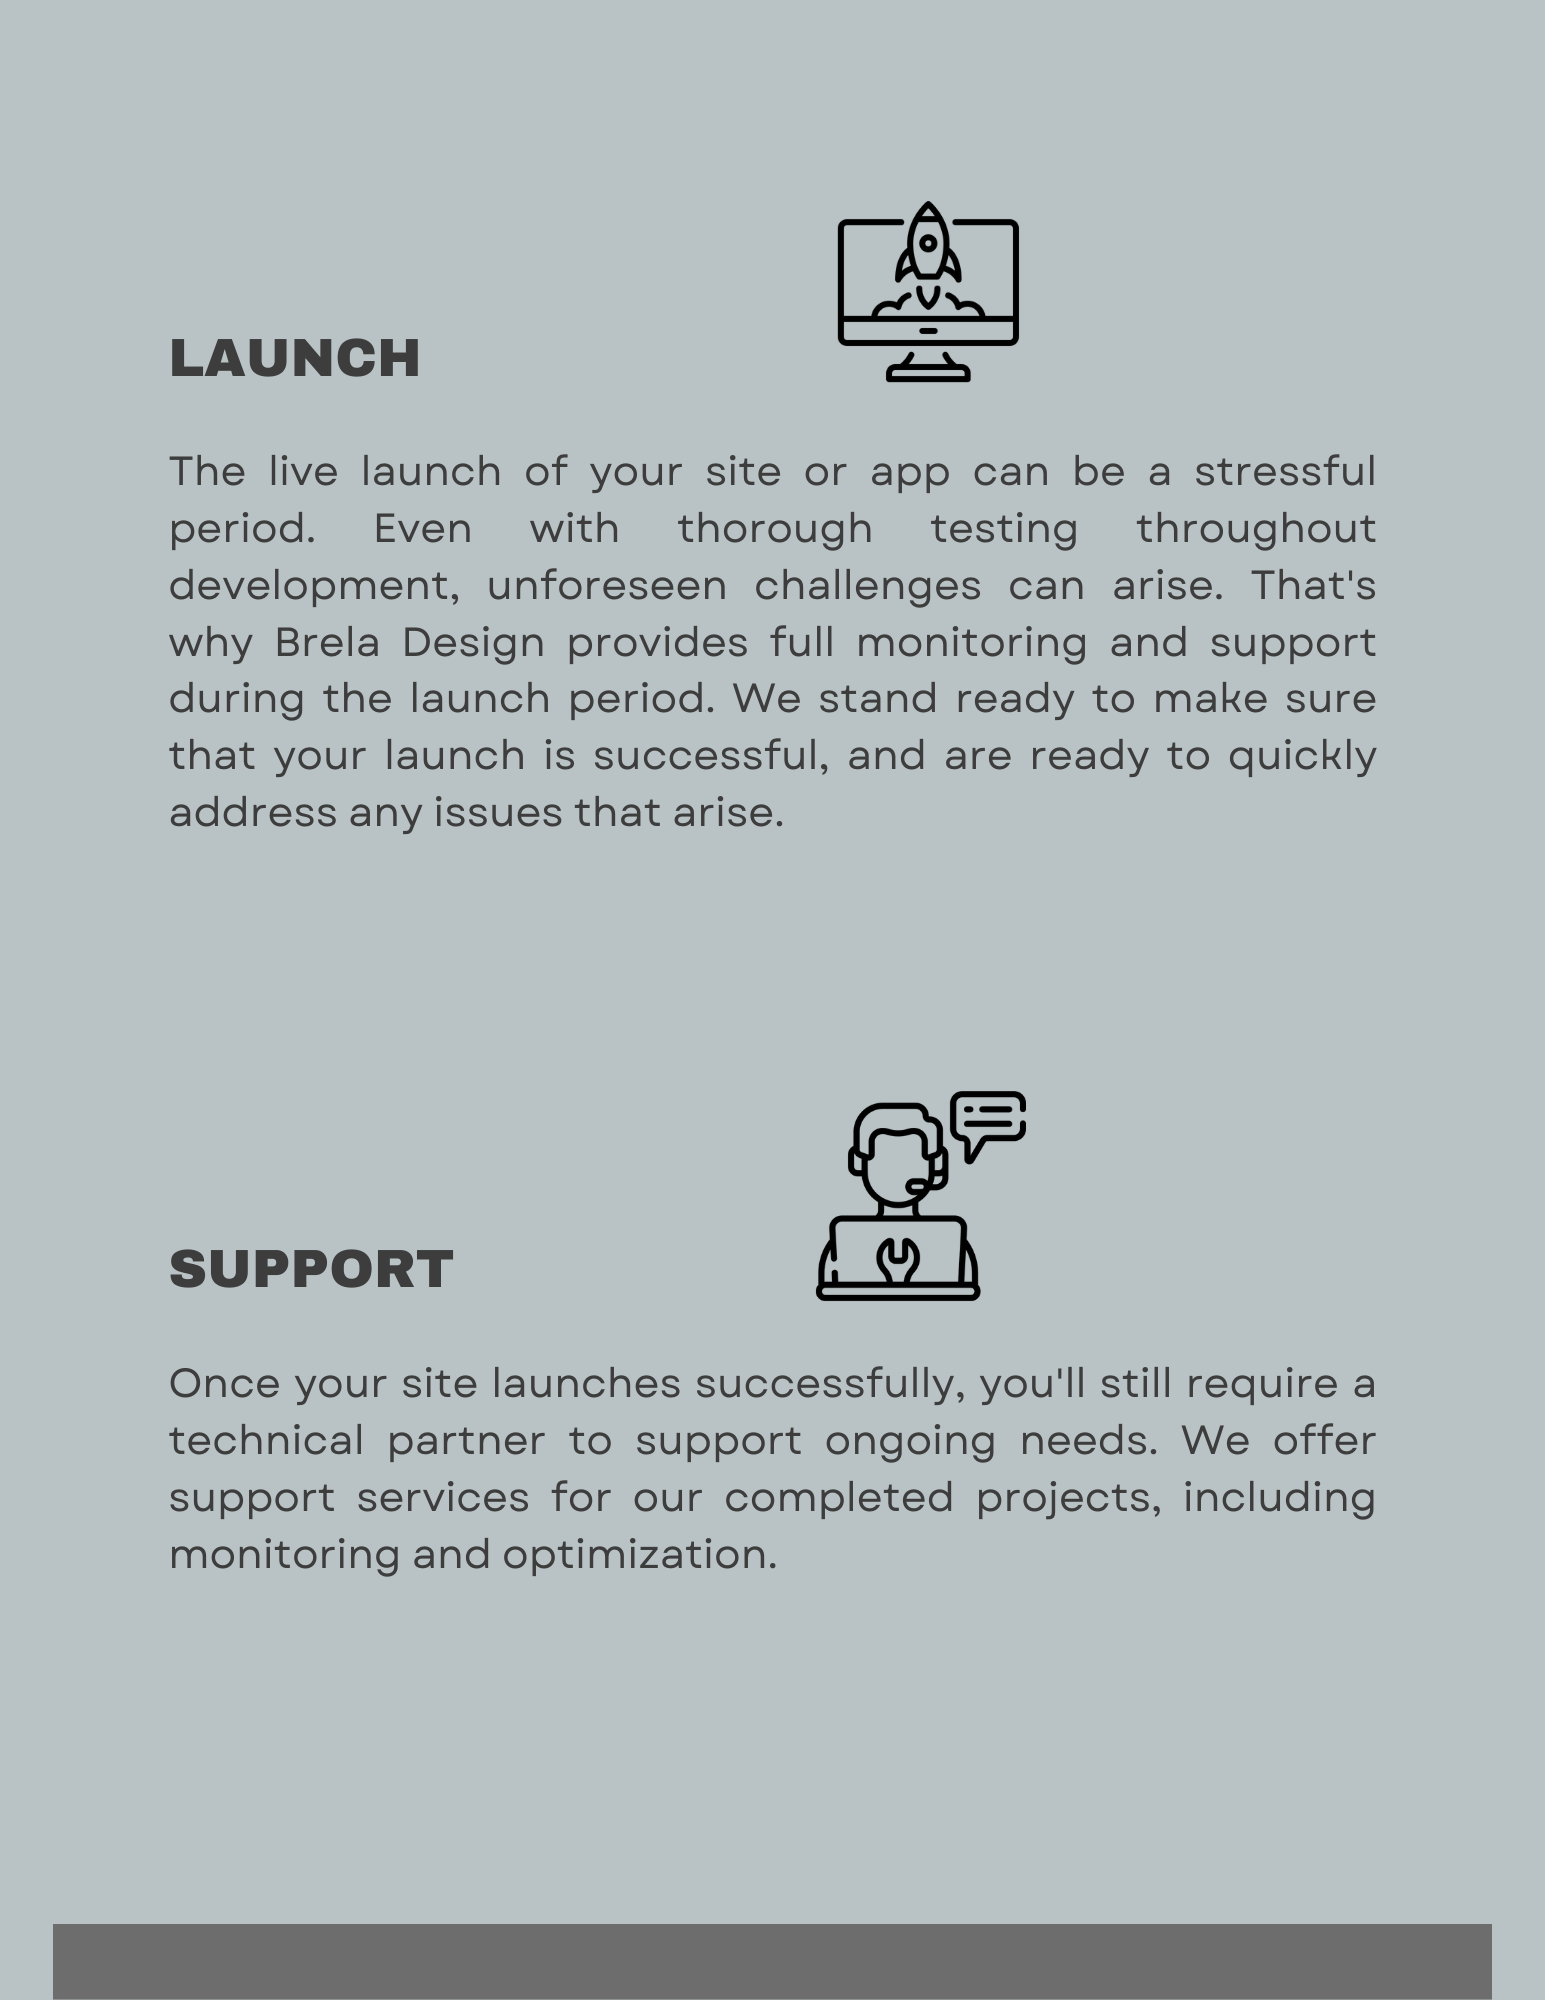 LAUNCH
The live launch of your site or app can be a stressful
period. Even with thorough testing throughout
development, unforeseen challenges can arise. That's
why Brela Design provides full monitoring and support
during the launch period. We stand ready to make sure
that your launch is successful, and are ready to quickly
address any issues that arise.
SUPPORT
Once your site launches successfully, you'll still require a
technical partner to support ongoing needs. We offer
support services for our completed projects, including
monitoring and optimization.